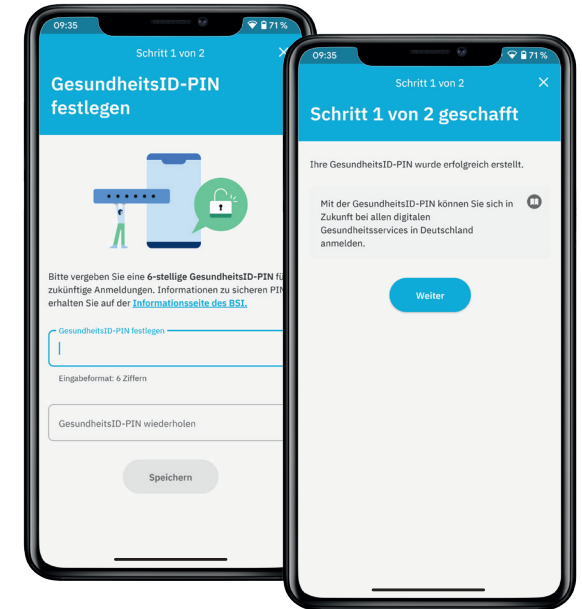 09:35
71 %
Schritt 1 von 2
GesundheitsID-PIN
festlegen
Bitte vergeben Sie eine 6-stellige GesundheitsID-PIN
zukünftige Anmeldungen. Informationen zu sicheren
erhalten Sie auf der Informationsseite des BSI.
GesundheitsID-PIN festlegen
Eingabeformat: 6 Ziffern
GesundheitsID-PIN wiederholen
Speichern
09:35
71 %
Schritt 1 von 2
Schritt 1 von 2 geschafft
Ihre GesundheitsID-PIN wurde erfolgreich erstellt.
Mit der GesundheitsID-PIN können Sie sich in
Zukunft bei allen digitalen
Gesundheitsservices in Deutschland
anmelden.
Weiter